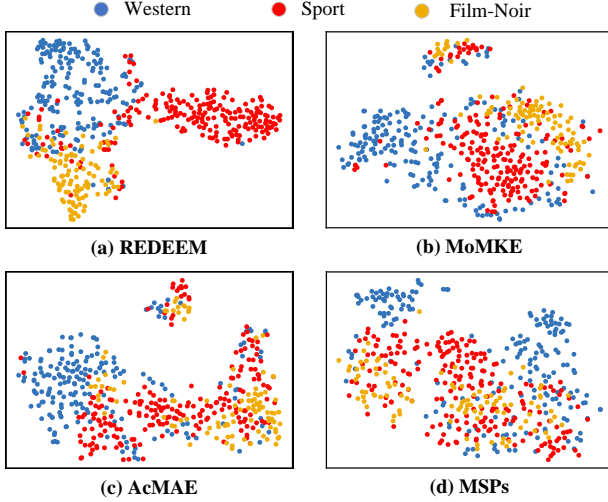 Western Sport Film-Noir
(a) REDEEM (b) MoMKE
(c) AcMAE (d) MSPs